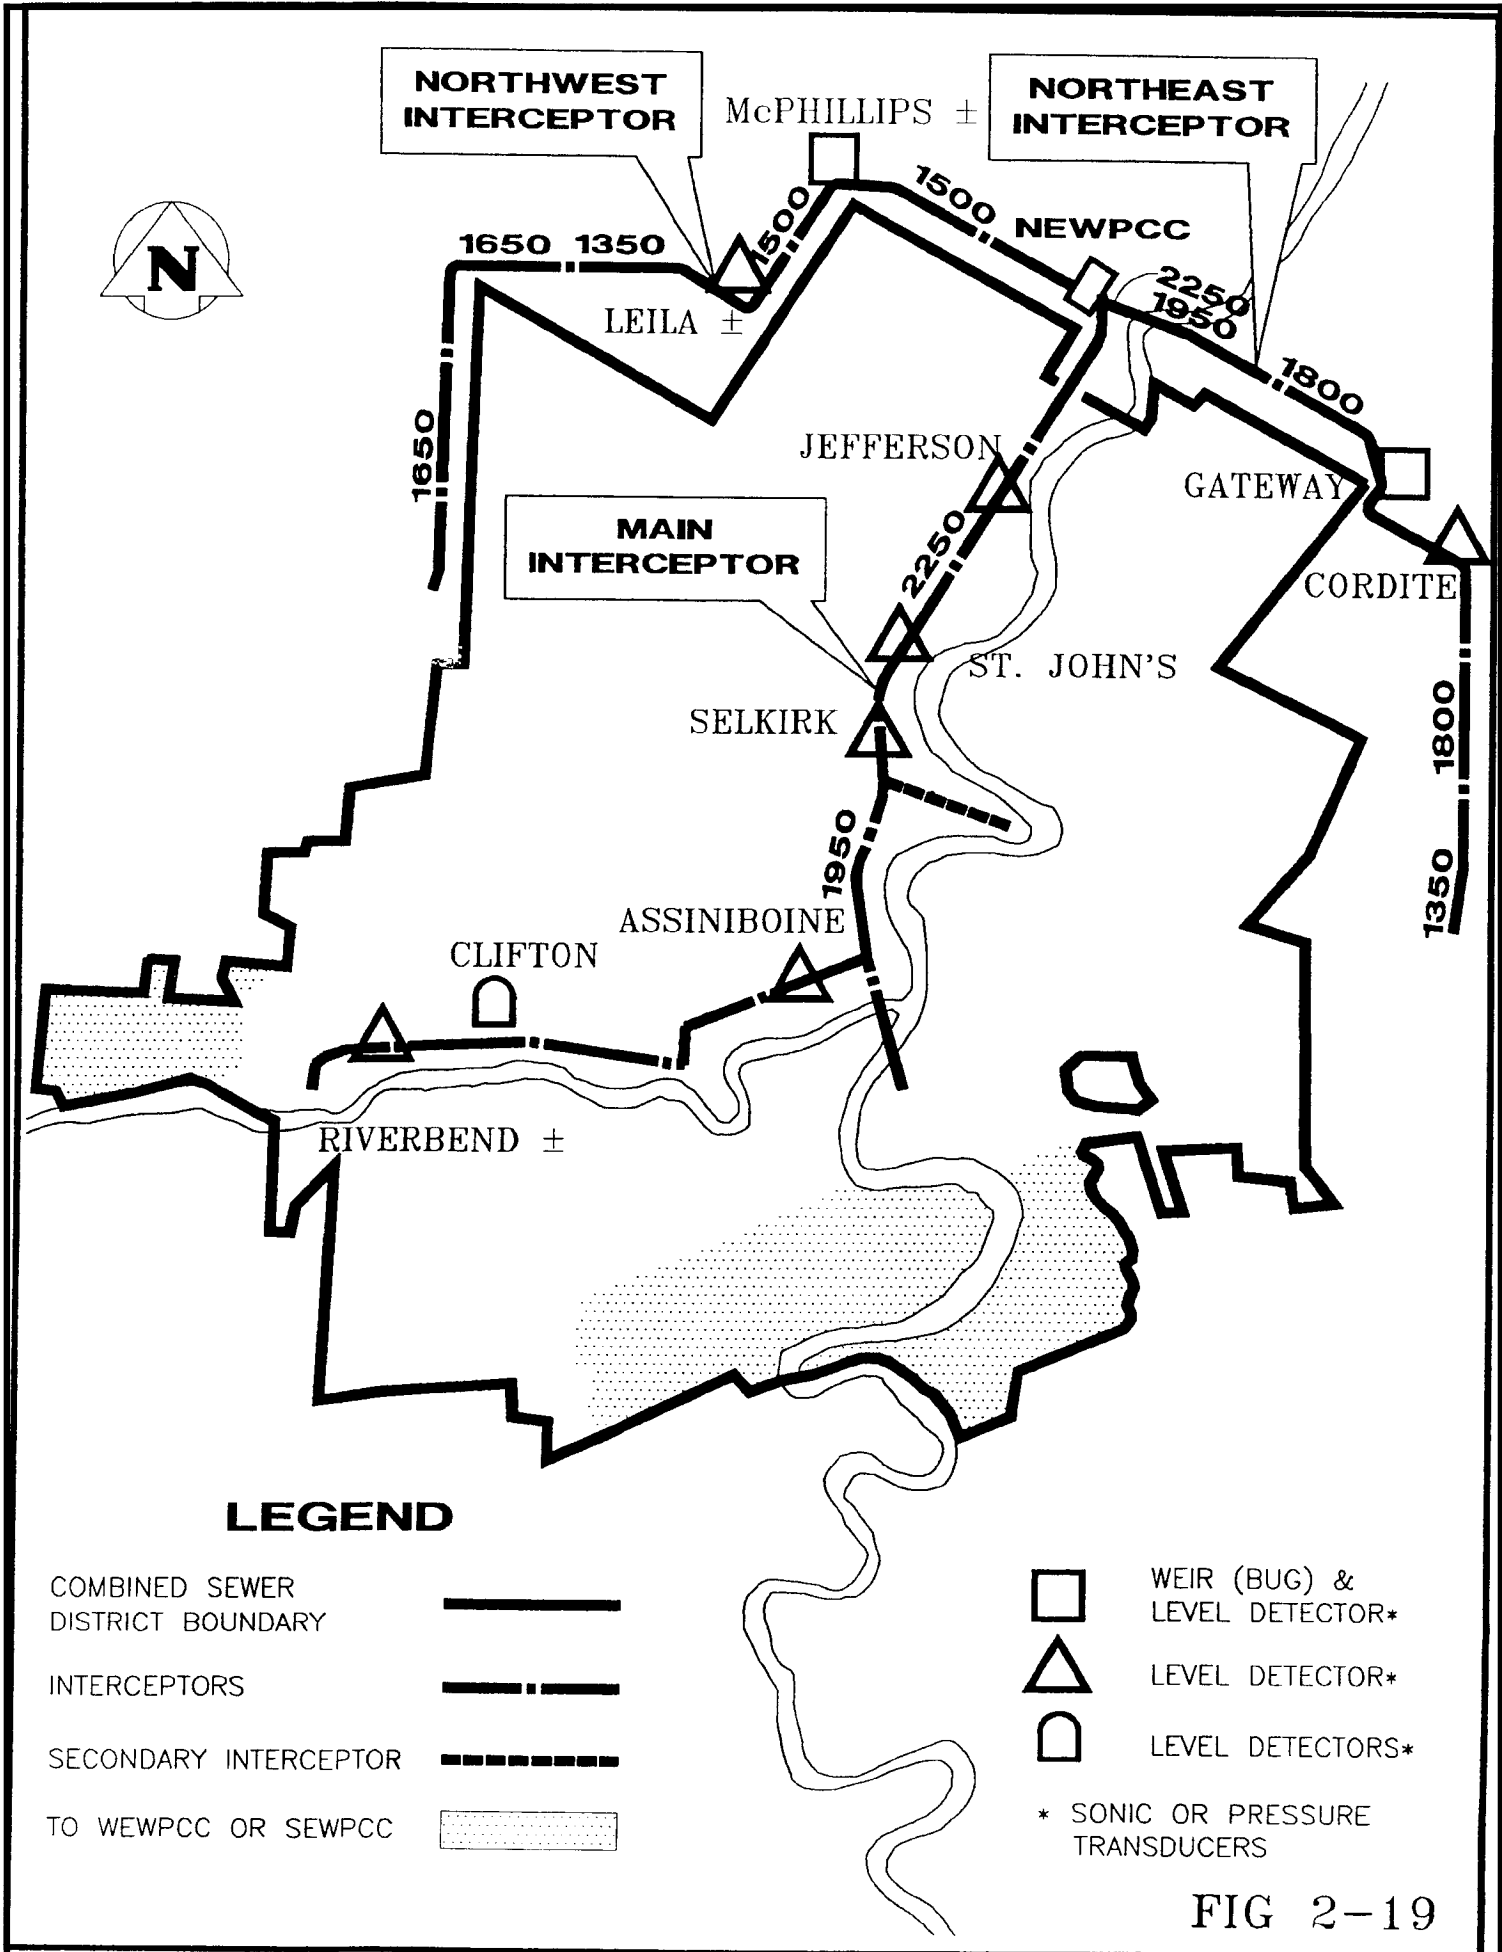 NORTHWEST
INTERCEPTOR
McPHILLIPS ±
NORTHEAST
INTERCEPTOR
N
1650 1350
1500
1500
NEWPCC
2250
1950
1800
LEILA ±
1650
JEFFERSON
GATEWAY
MAIN
INTERCEPTOR
2250
CORDITE
ST. JOHN'S
SELKIRK
1800
1950
1350
ASSINIBOINE
CLIFTON
RIVERBEND ±
LEGEND
COMBINED SEWER
DISTRICT BOUNDARY
INTERCEPTORS
SECONDARY INTERCEPTOR
TO WEWPCC OR SEWPCC
WEIR (BUG) &
LEVEL DETECTOR*
LEVEL DETECTOR*
LEVEL DETECTORS*
* SONIC OR PRESSURE
TRANSDUCERS
FIG 2-19